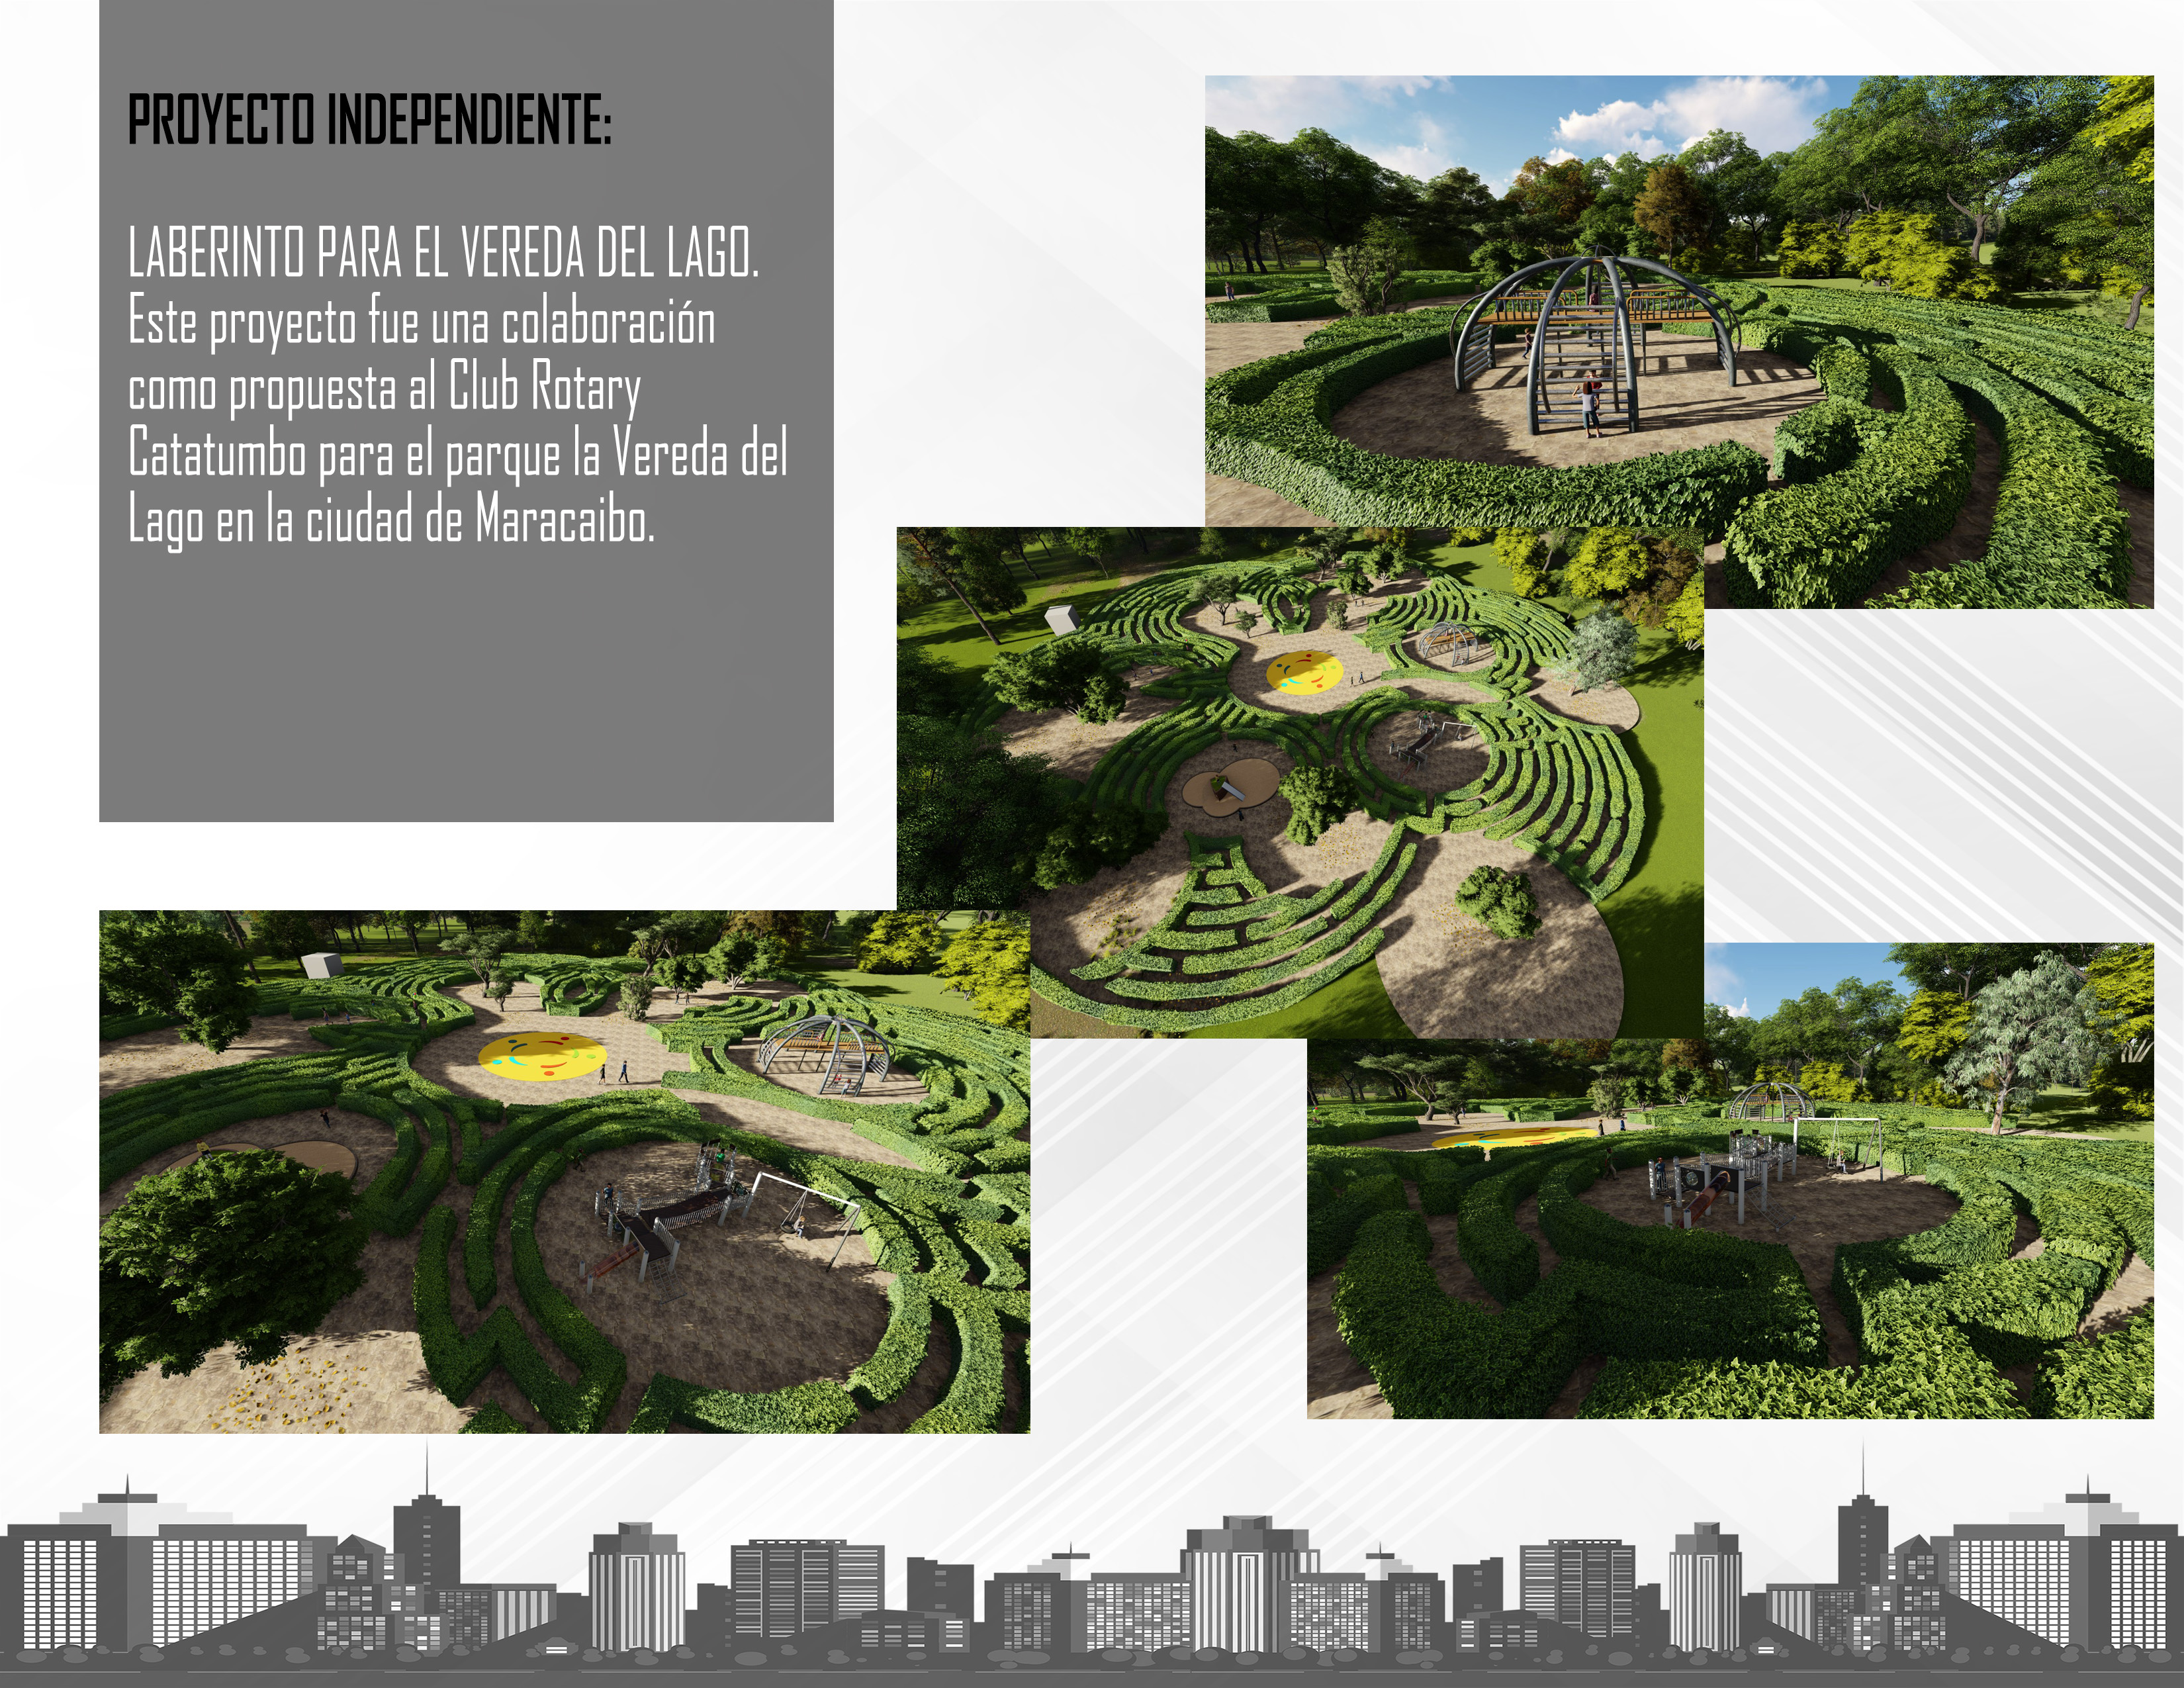 PROYECTO INDEPENDIENTE:
LABERINTO PARA EL VEREDA DEL LAGO.
Este proyecto fue una colaboración
como propuesta al Club Rotary
Catatumbo para el parque la Vereda del
Lago en la ciudad de Maracaibo.